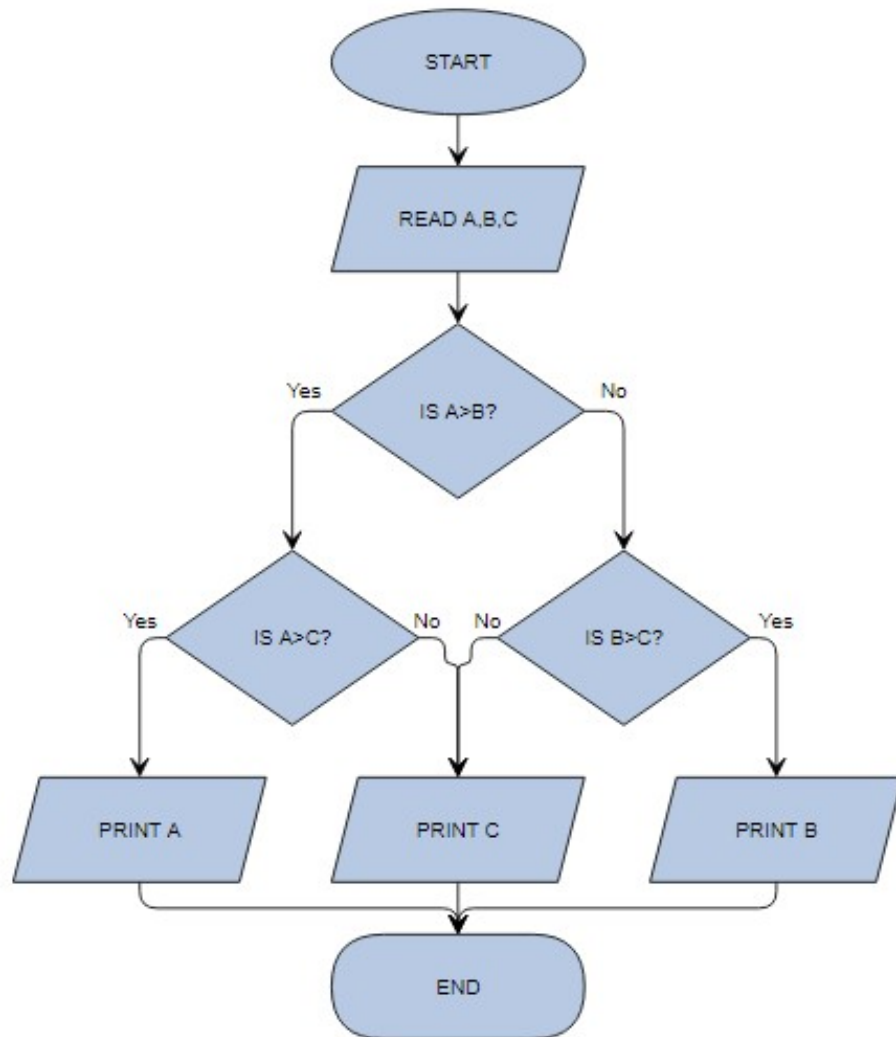 START
READ A,B,C
IS A>B?
Yes
No
IS A>C?
Yes
No
IS B>C?
No
Yes
PRINT A
PRINT C
PRINT B
END